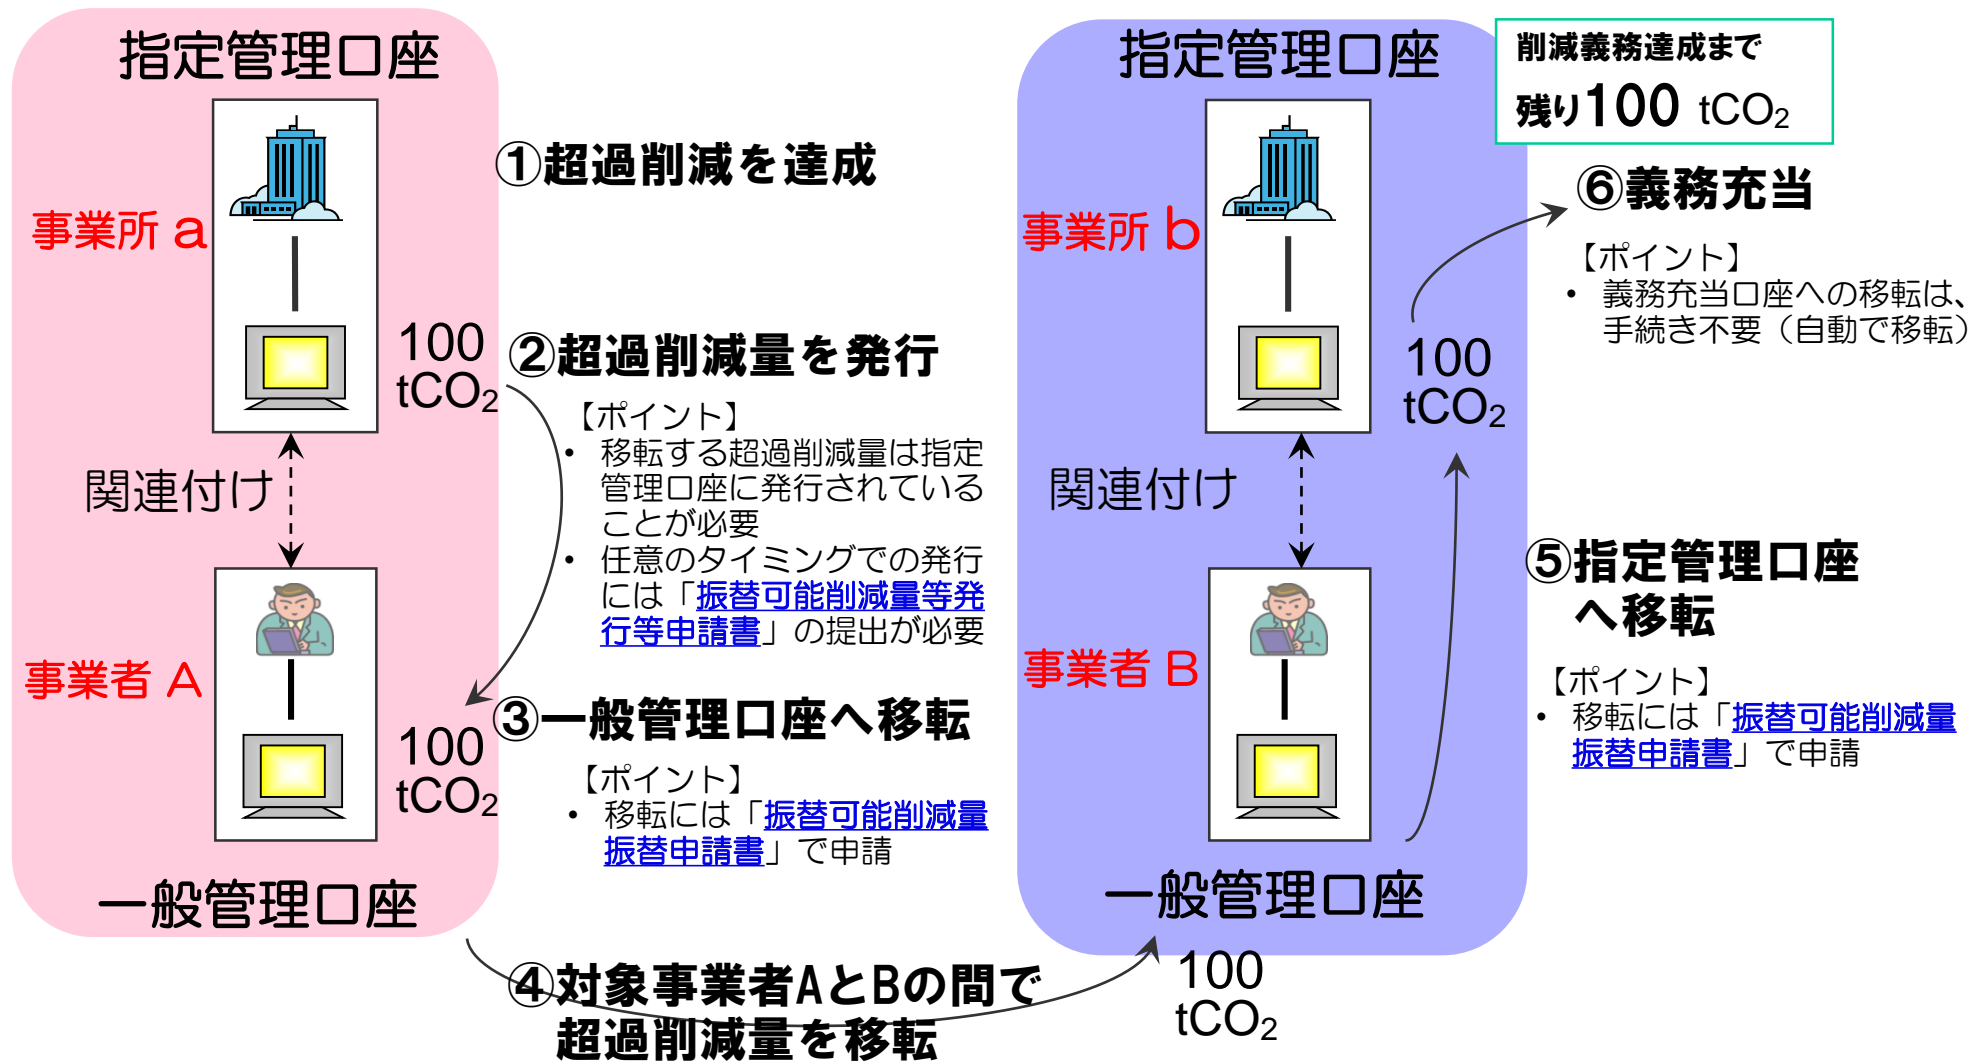 指定管理口座
事業所 a
100
tCO₂
関連付け
事業者 A
100
tCO₂
一般管理口座
①超過削減を達成
②超過削減量を発行
【ポイント】
• 移転する超過削減量は指定
管理口座に発行されている
ことが必要
• 任意のタイミングでの発行
には「振替可能削減量等発
行等申請書」の提出が必要
③一般管理口座へ移転
【ポイント】
• 移転には「振替可能削減量
振替申請書」で申請
④対象事業者AとBの間で
超過削減量を移転
指定管理口座
事業所 b
100
tCO₂
関連付け
事業者 B
一般管理口座
100
tCO₂
削減義務達成まで
残り100 tCO₂
⑥義務充当
【ポイント】
• 義務充当口座への移転は、
手続き不要（自動で移転）
⑤指定管理口座
へ移転
【ポイント】
• 移転には「振替可能削減量
振替申請書」で申請